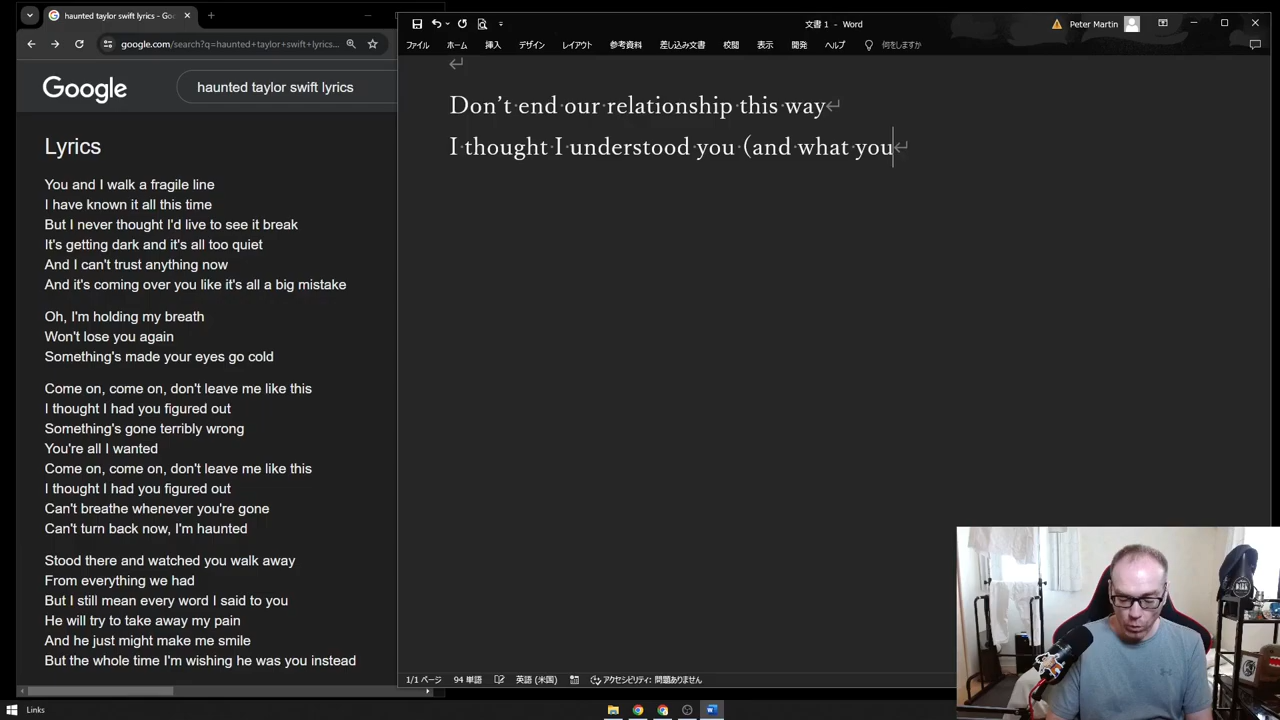 haunted taylor swift lyrics - Goo
google.com/search?q=haunted+taylor+swift+lyrics...
Google
haunted taylor swift lyrics
Lyrics
You and I walk a fragile line
I have known it all this time
But I never thought I'd live to see it break
It's getting dark and it's all too quiet
And I can't trust anything now
And it's coming over you like it's all a big mistake
Oh, I'm holding my breath
Won't lose you again
Something's made your eyes go cold
Come on, come on, don't leave me like this
I thought I had you figured out
Something's gone terribly wrong
You're all I wanted
Come on, come on, don't leave me like this
I thought I had you figured out
Can't breathe whenever you're gone
Can't turn back now, I'm haunted
Stood there and watched you walk away
From everything we had
But I still mean every word I said to you
He will try to take away my pain
And he just might make me smile
But the whole time I'm wishing he was you instead
文書 1 - Word
Peter Martin
ファイル ホーム 挿入 デザイン レイアウト 参考資料 差し込み文書 校閲 表示 開発 ヘルプ 何をしますか
Don't end our relationship this way
I thought I understood you (and what you
1/1 ページ 94 単語 英語 (米国) アクセシビリティ: 問題ありません
Links